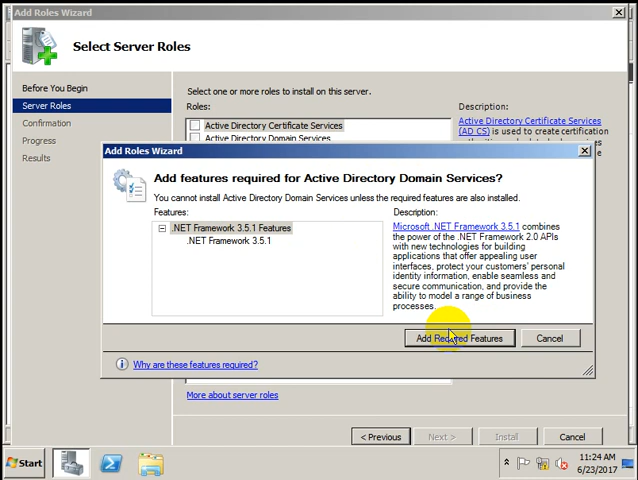 Add Roles Wizard
Select Server Roles
Before You Begin
Server Roles
Confirmation
Progress
Results
Select one or more roles to install on this server.
Roles:
Active Directory Certificate Services
Active Directory Domain Services
Description:
Active Directory Certificate Services
(AD CS) is used to create certification
Add Roles Wizard
Add features required for Active Directory Domain Services?
You cannot install Active Directory Domain Services unless the required features are also installed.
Features:
.NET Framework 3.5.1 Features
.NET Framework 3.5.1
Description:
Microsoft .NET Framework 3.5.1 combines
the power of the .NET Framework 2.0 APIs
with new technologies for building
applications that offer appealing user
interfaces, protect your customers' personal
identity information, enable seamless and
secure communication, and provide the
ability to model a range of business
processes.
Add Required Features
Cancel
Why are these features required?
More about server roles
< Previous
Next >
Install
Cancel
Start
11:24 AM
6/23/2017